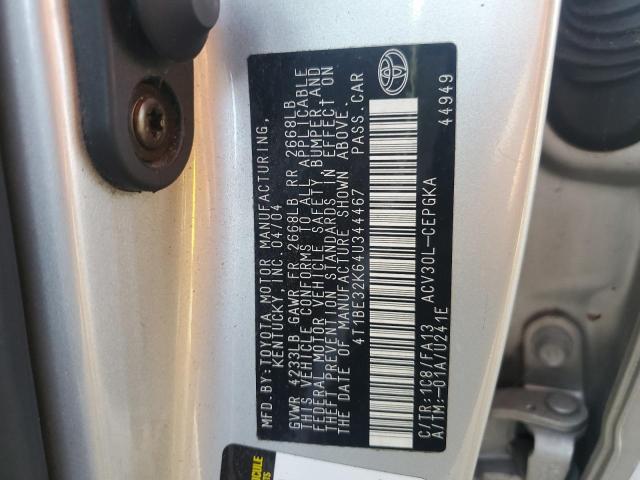 MFD.BY:TOYOTA MOTOR MANUFACTURING,
KENTUCKY, INC. 04/04
GVWR 4233LB GAWR FR 2668LB RR 2668LB
THIS VEHICLE CONFORMS TO ALL APPLICABLE
FEDERAL MOTOR VEHICLE SAFETY, BUMPER, AND
THEFT PREVENTION STANDARDS IN EFFECT ON
THE DATE OF MANUFACTURE SHOWN ABOVE.
4T1BE32K64U344467 PASS.CAR
C/TR:1C8/FA13 ACV30L-CEPGKA
A/TM:-01A/U241E 44949